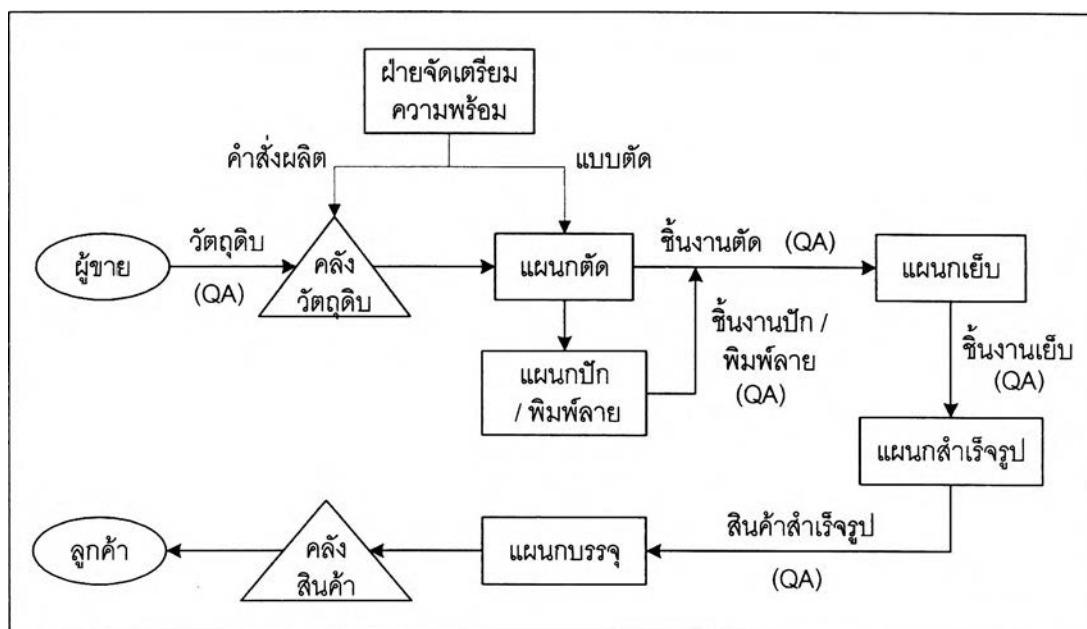 ฝ่ายจัดเตรียม
ความพร้อม
คำสั่งผลิต
แบบตัด
ผู้ขาย
วัตถุดิบ
(QA)
คลัง
วัตถุดิบ
แผนกตัด
ชิ้นงานตัด (QA)
แผนกเย็บ
แผนกปัก
/ พิมพ์ลาย
ชิ้นงานปัก /
พิมพ์ลาย
(QA)
ชิ้นงานเย็บ
(QA)
แผนกสำเร็จรูป
สินค้าสำเร็จรูป
(QA)
แผนกบรรจุ
คลัง
สินค้า
ลูกค้า